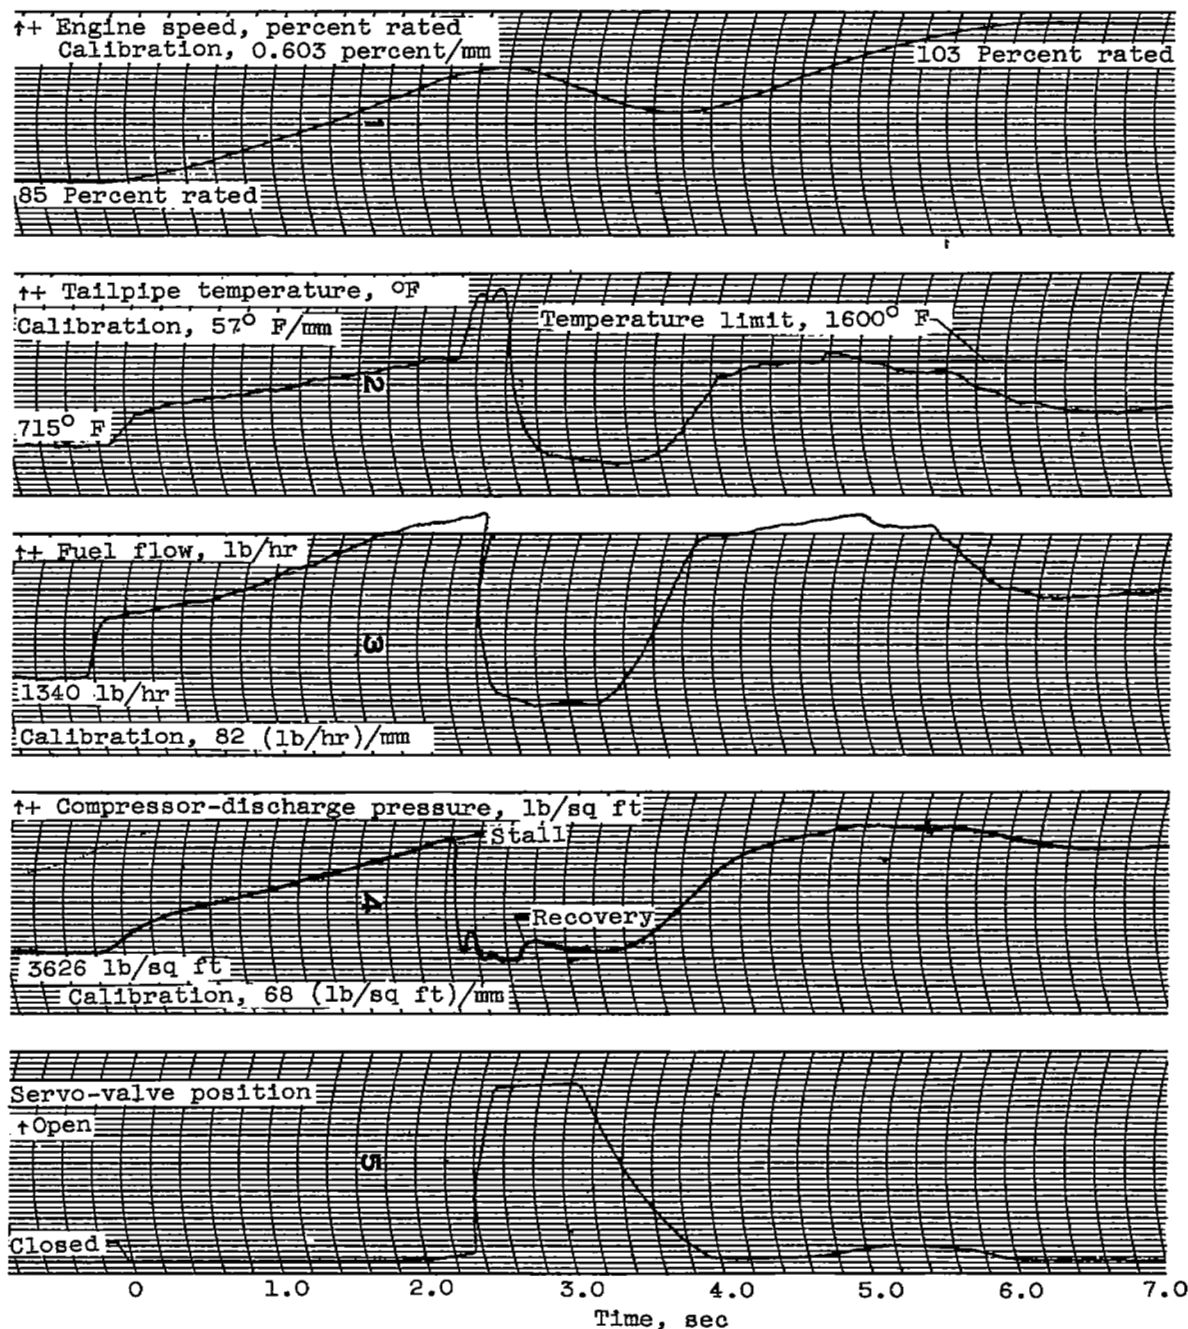 ↑+ Engine speed, percent rated
Calibration, 0.603 percent/mm
103 Percent rated
1
85 Percent rated
↑+ Tailpipe temperature, °F
Calibration, 57° F/mm
Temperature limit, 1600° F
2
715° F
↑+ Fuel flow, lb/hr
3
1340 lb/hr
Calibration, 82 (lb/hr)/mm
↑+ Compressor-discharge pressure, lb/sq ft
Stall
4
Recovery
3626 lb/sq ft
Calibration, 68 (lb/sq ft)/mm
Servo-valve position
↑Open
5
Closed
0 1.0 2.0 3.0 4.0 5.0 6.0 7.0
Time, sec